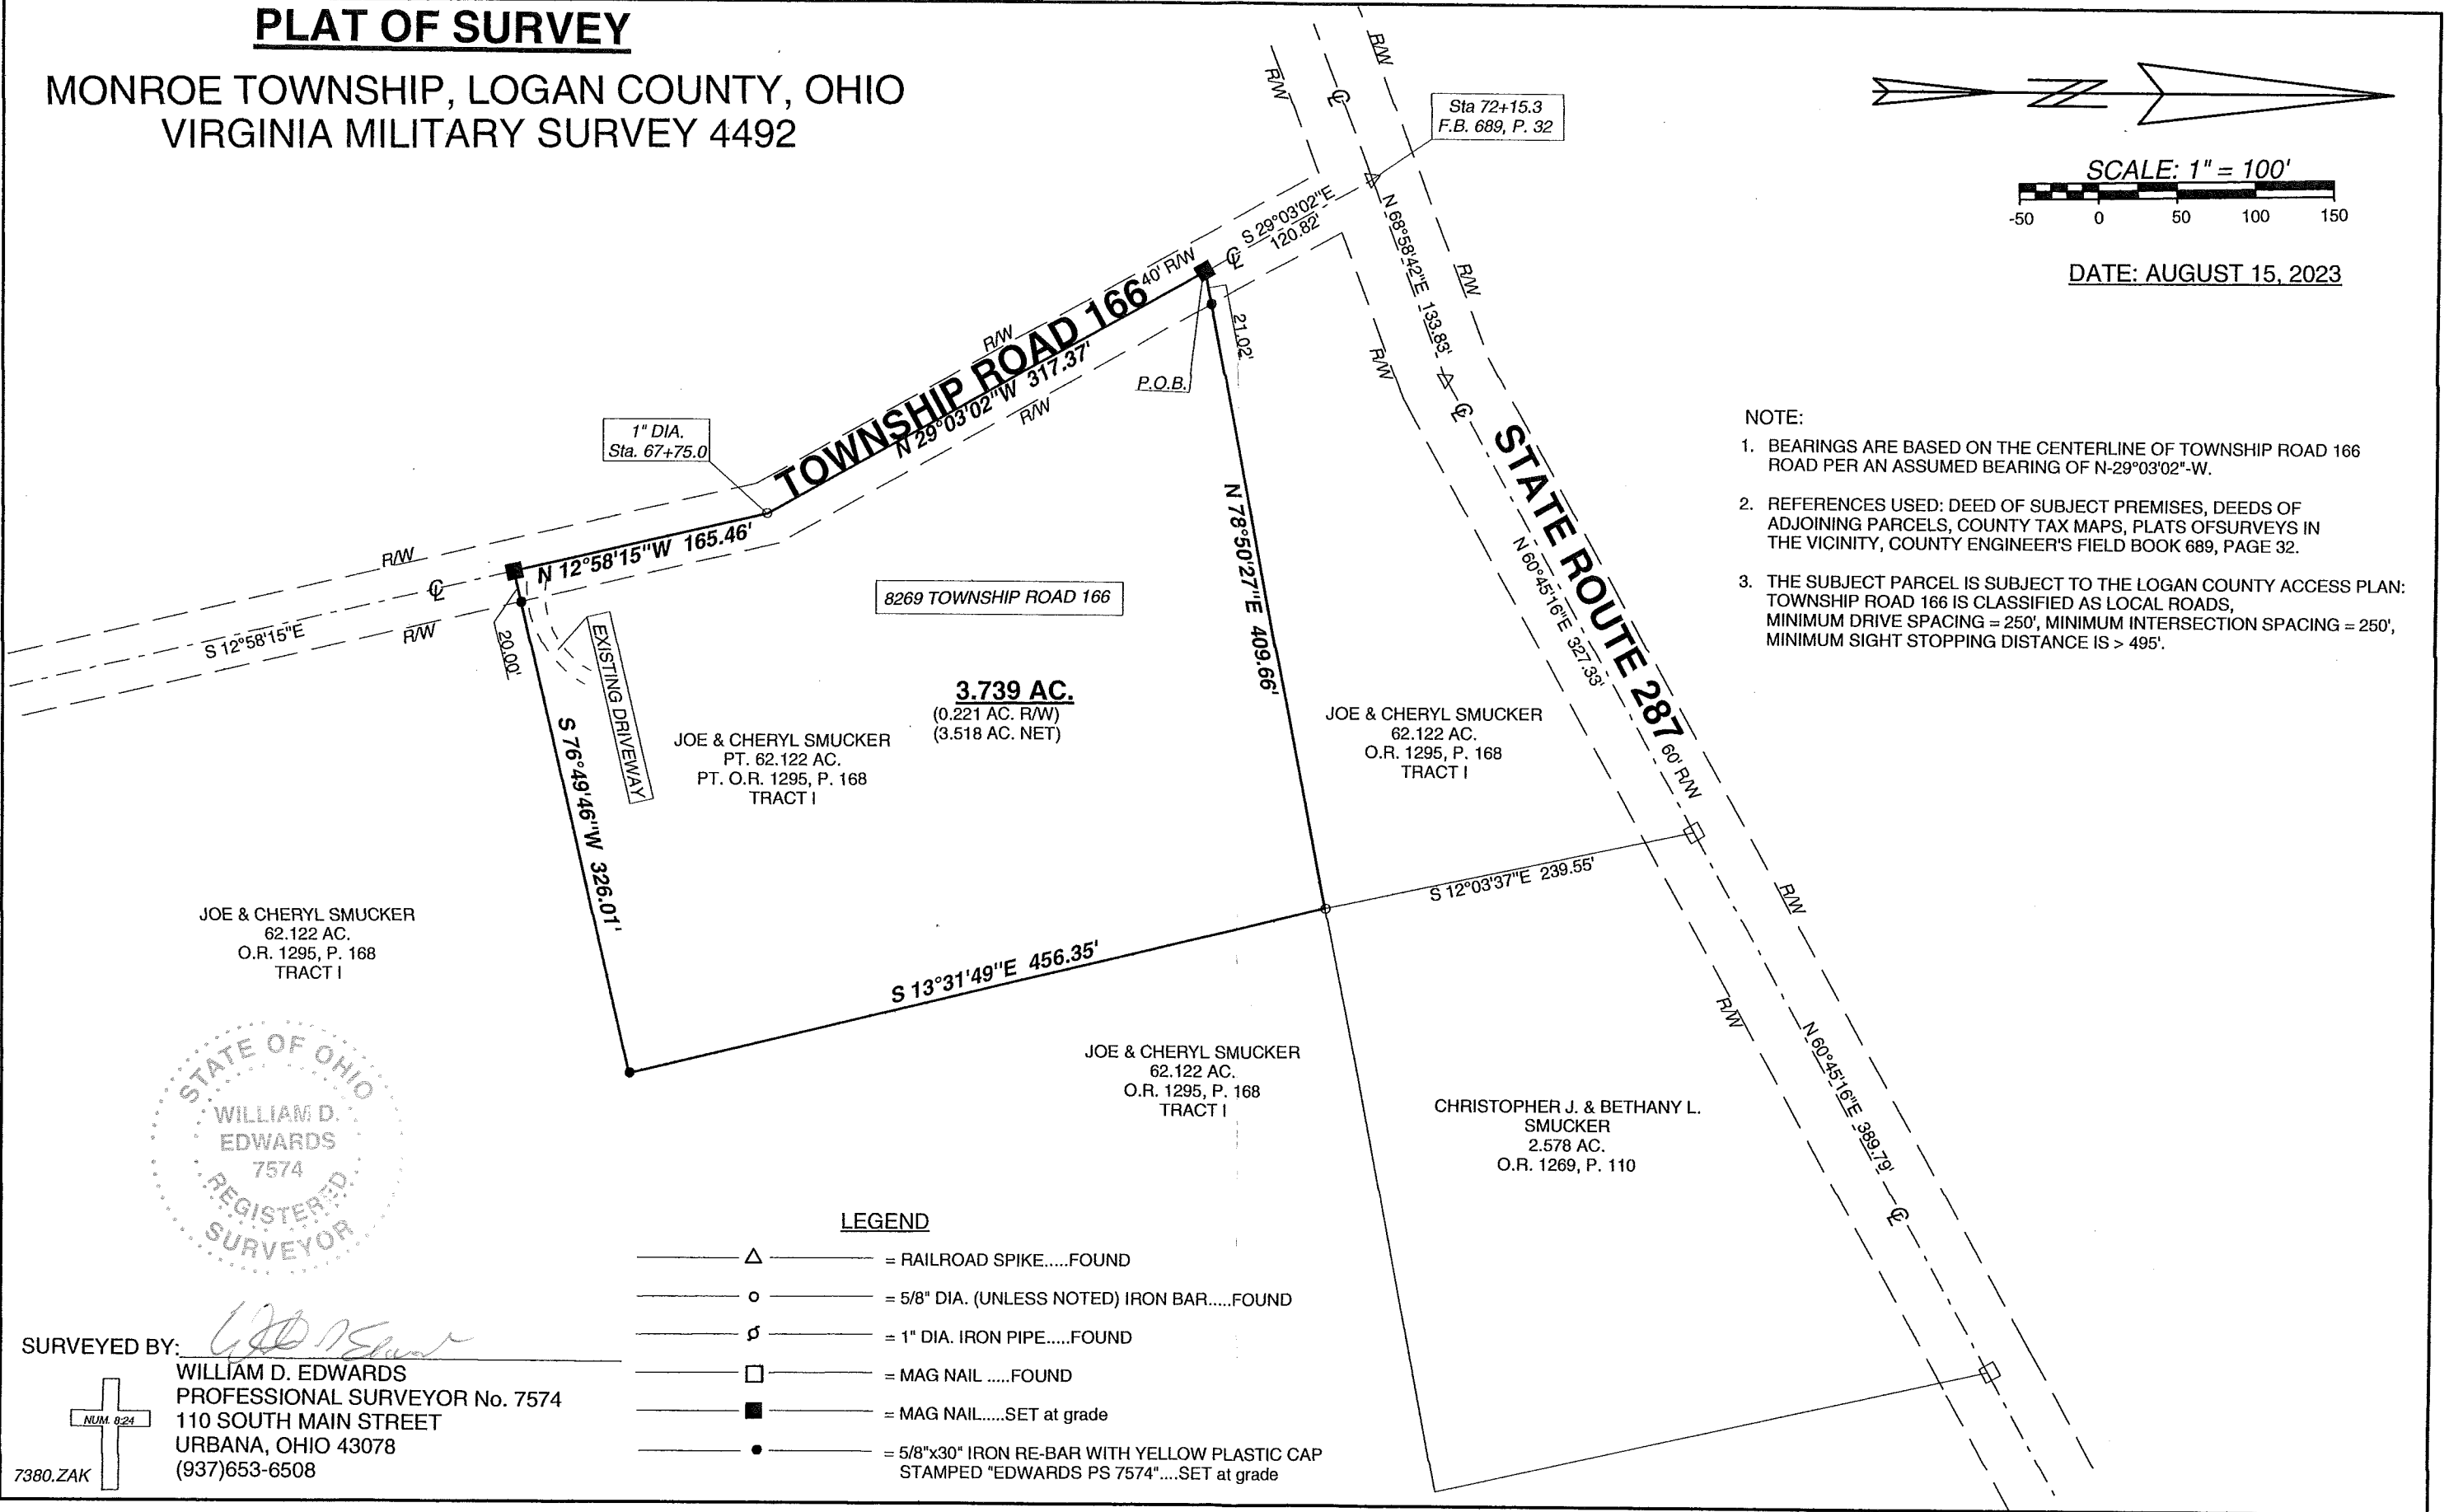 PLAT OF SURVEY
MONROE TOWNSHIP, LOGAN COUNTY, OHIO
VIRGINIA MILITARY SURVEY 4492
R/W
R/W
℄
Sta 72+15.3
F.B. 689, P. 32
N
SCALE: 1" = 100'
-50 0 50 100 150
DATE: AUGUST 15, 2023
S 29°03'02"E
120.82'
℄
40' R/W
TOWNSHIP ROAD 166
N 29°03'02"W 317.37'
R/W
R/W
P.O.B.
21.02'
N 68°58'42"E 133.83'
R/W
R/W
℄
1" DIA.
Sta. 67+75.0
N 12°58'15"W 165.46'
R/W
℄
R/W
S 12°58'15"E
20.00'
EXISTING DRIVEWAY
8269 TOWNSHIP ROAD 166
N 78°50'27"E 409.66'
STATE ROUTE 287
60' R/W
N 60°45'16"E 327.33'
NOTE:
1. BEARINGS ARE BASED ON THE CENTERLINE OF TOWNSHIP ROAD 166
ROAD PER AN ASSUMED BEARING OF N-29°03'02"-W.
2. REFERENCES USED: DEED OF SUBJECT PREMISES, DEEDS OF
ADJOINING PARCELS, COUNTY TAX MAPS, PLATS OFSURVEYS IN
THE VICINITY, COUNTY ENGINEER'S FIELD BOOK 689, PAGE 32.
3. THE SUBJECT PARCEL IS SUBJECT TO THE LOGAN COUNTY ACCESS PLAN:
TOWNSHIP ROAD 166 IS CLASSIFIED AS LOCAL ROADS,
MINIMUM DRIVE SPACING = 250', MINIMUM INTERSECTION SPACING = 250',
MINIMUM SIGHT STOPPING DISTANCE IS > 495'.
3.739 AC.
(0.221 AC. R/W)
(3.518 AC. NET)
JOE & CHERYL SMUCKER
PT. 62.122 AC.
PT. O.R. 1295, P. 168
TRACT I
JOE & CHERYL SMUCKER
62.122 AC.
O.R. 1295, P. 168
TRACT I
S 76°49'46"W 326.01'
S 12°03'37"E 239.55'
R/W
JOE & CHERYL SMUCKER
62.122 AC.
O.R. 1295, P. 168
TRACT I
S 13°31'49"E 456.35'
R/W
N 60°45'16"E 389.79'
℄
JOE & CHERYL SMUCKER
62.122 AC.
O.R. 1295, P. 168
TRACT I
CHRISTOPHER J. & BETHANY L.
SMUCKER
2.578 AC.
O.R. 1269, P. 110
STATE OF OHIO
WILLIAM D.
EDWARDS
7574
REGISTERED
SURVEYOR
LEGEND
= RAILROAD SPIKE.....FOUND
= 5/8" DIA. (UNLESS NOTED) IRON BAR.....FOUND
= 1" DIA. IRON PIPE.....FOUND
= MAG NAIL .....FOUND
= MAG NAIL.....SET at grade
= 5/8"x30" IRON RE-BAR WITH YELLOW PLASTIC CAP
STAMPED "EDWARDS PS 7574"....SET at grade
SURVEYED BY:
WILLIAM D. EDWARDS
PROFESSIONAL SURVEYOR No. 7574
110 SOUTH MAIN STREET
URBANA, OHIO 43078
(937)653-6508
NUM. 8:24
7380.ZAK